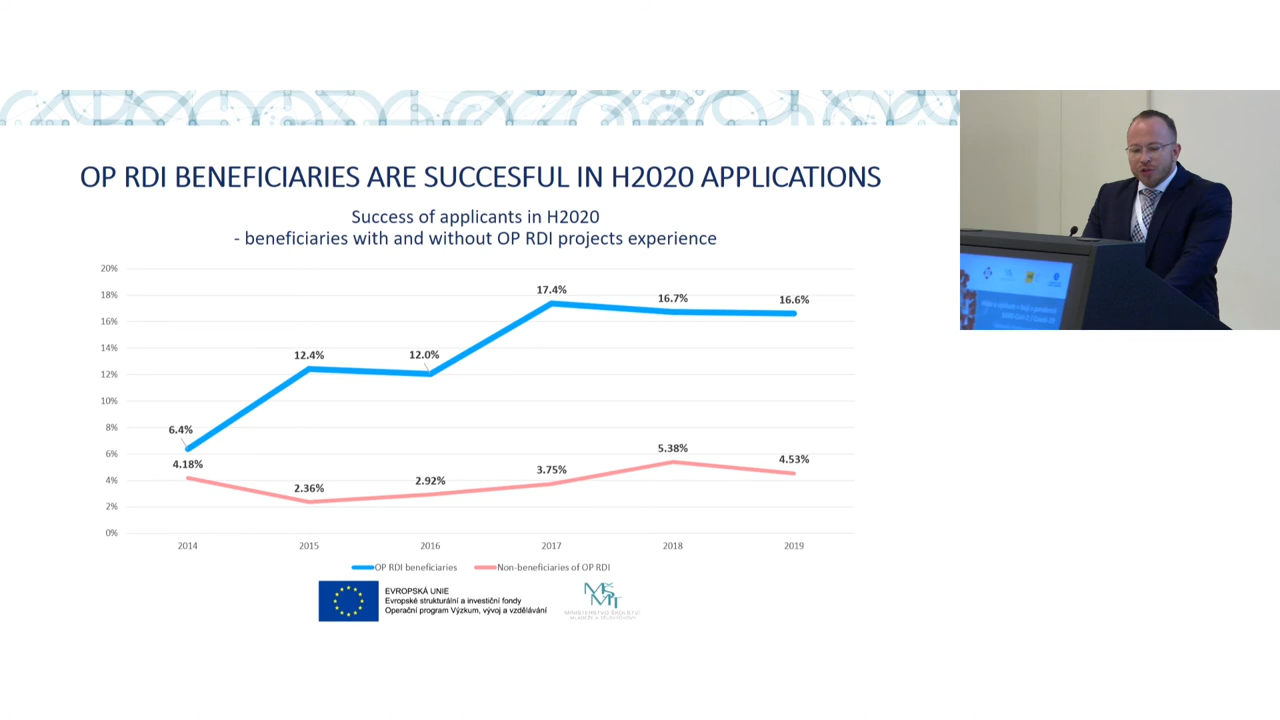 OP RDI BENEFICIARIES ARE SUCCESFUL IN H2020 APPLICATIONS
Success of applicants in H2020
- beneficiaries with and without OP RDI projects experience
20%
18%
16%
14%
12%
10%
8%
6%
4%
2%
0%
6.4%
12.4%
12.0%
17.4%
16.7%
16.6%
4.18%
2.36%
2.92%
3.75%
5.38%
4.53%
2014
2015
2016
2017
2018
2019
OP RDI beneficiaries
Non-beneficiaries of OP RDI
EVROPSKÁ UNIE
Evropské strukturální a investiční fondy
Operační program Výzkum, vývoj a vzdělávání
MŠMT
MINISTERSTVO ŠKOLSTVÍ
MLÁDEŽE A TĚLOVÝCHOVY